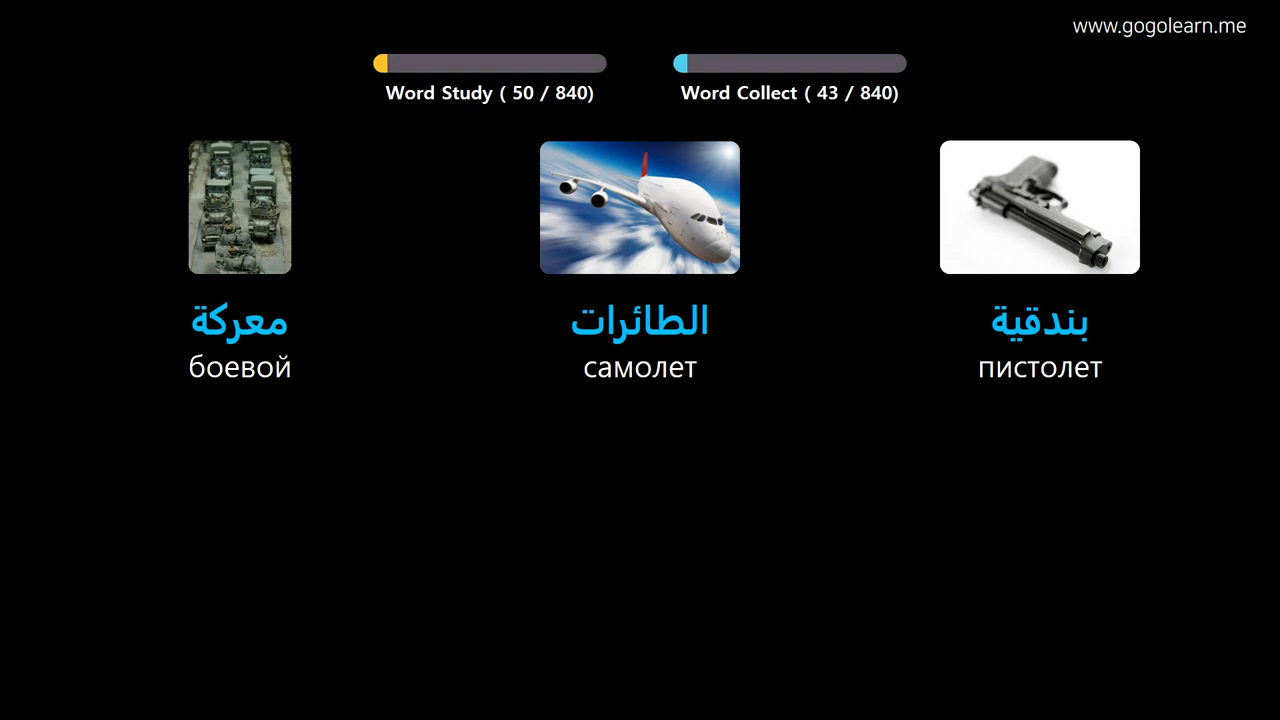 www.gogolearn.me
Word Study ( 50 / 840)
Word Collect ( 43 / 840)
معركة
боевой
الطائرات
самолет
بندقية
пистолет